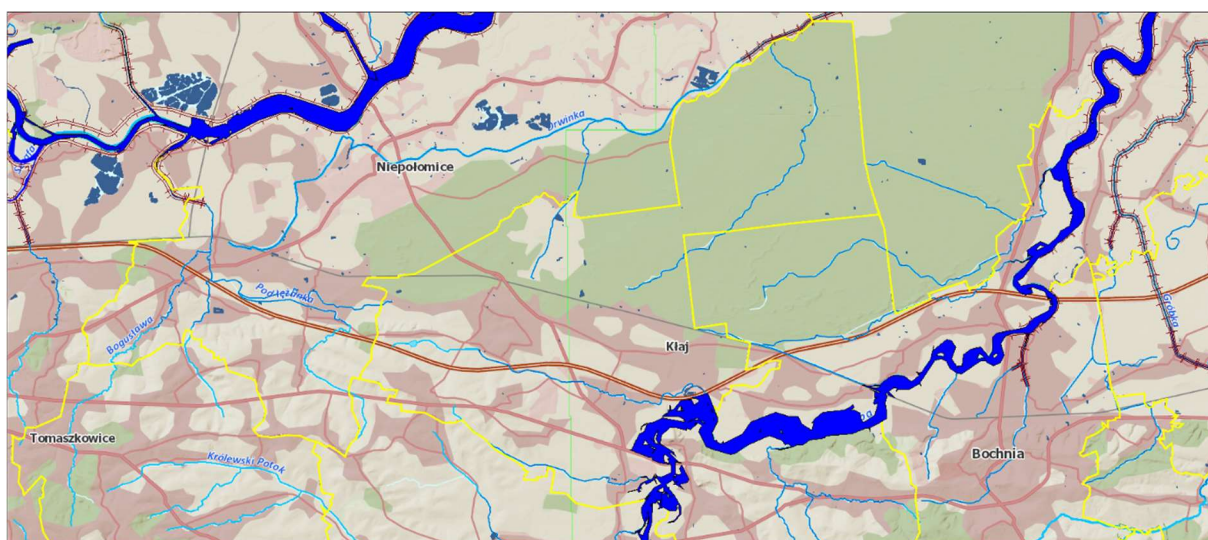 Drwinka
Niepołomice
Podłężanka
Gróbka
Bogusława
Kłaj
Tomaszkowice
Królewski Potok
Bochnia